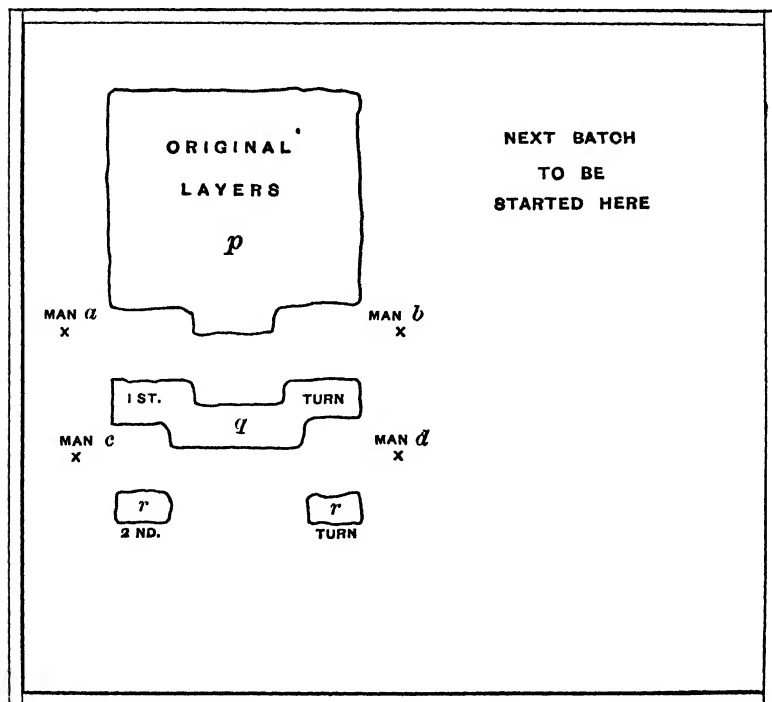 ORIGINAL
LAYERS
p
NEXT BATCH
TO BE
STARTED HERE
MAN a
x
MAN b
x
1 ST. TURN
q
MAN c
x
MAN d
x
r r
2 ND. TURN